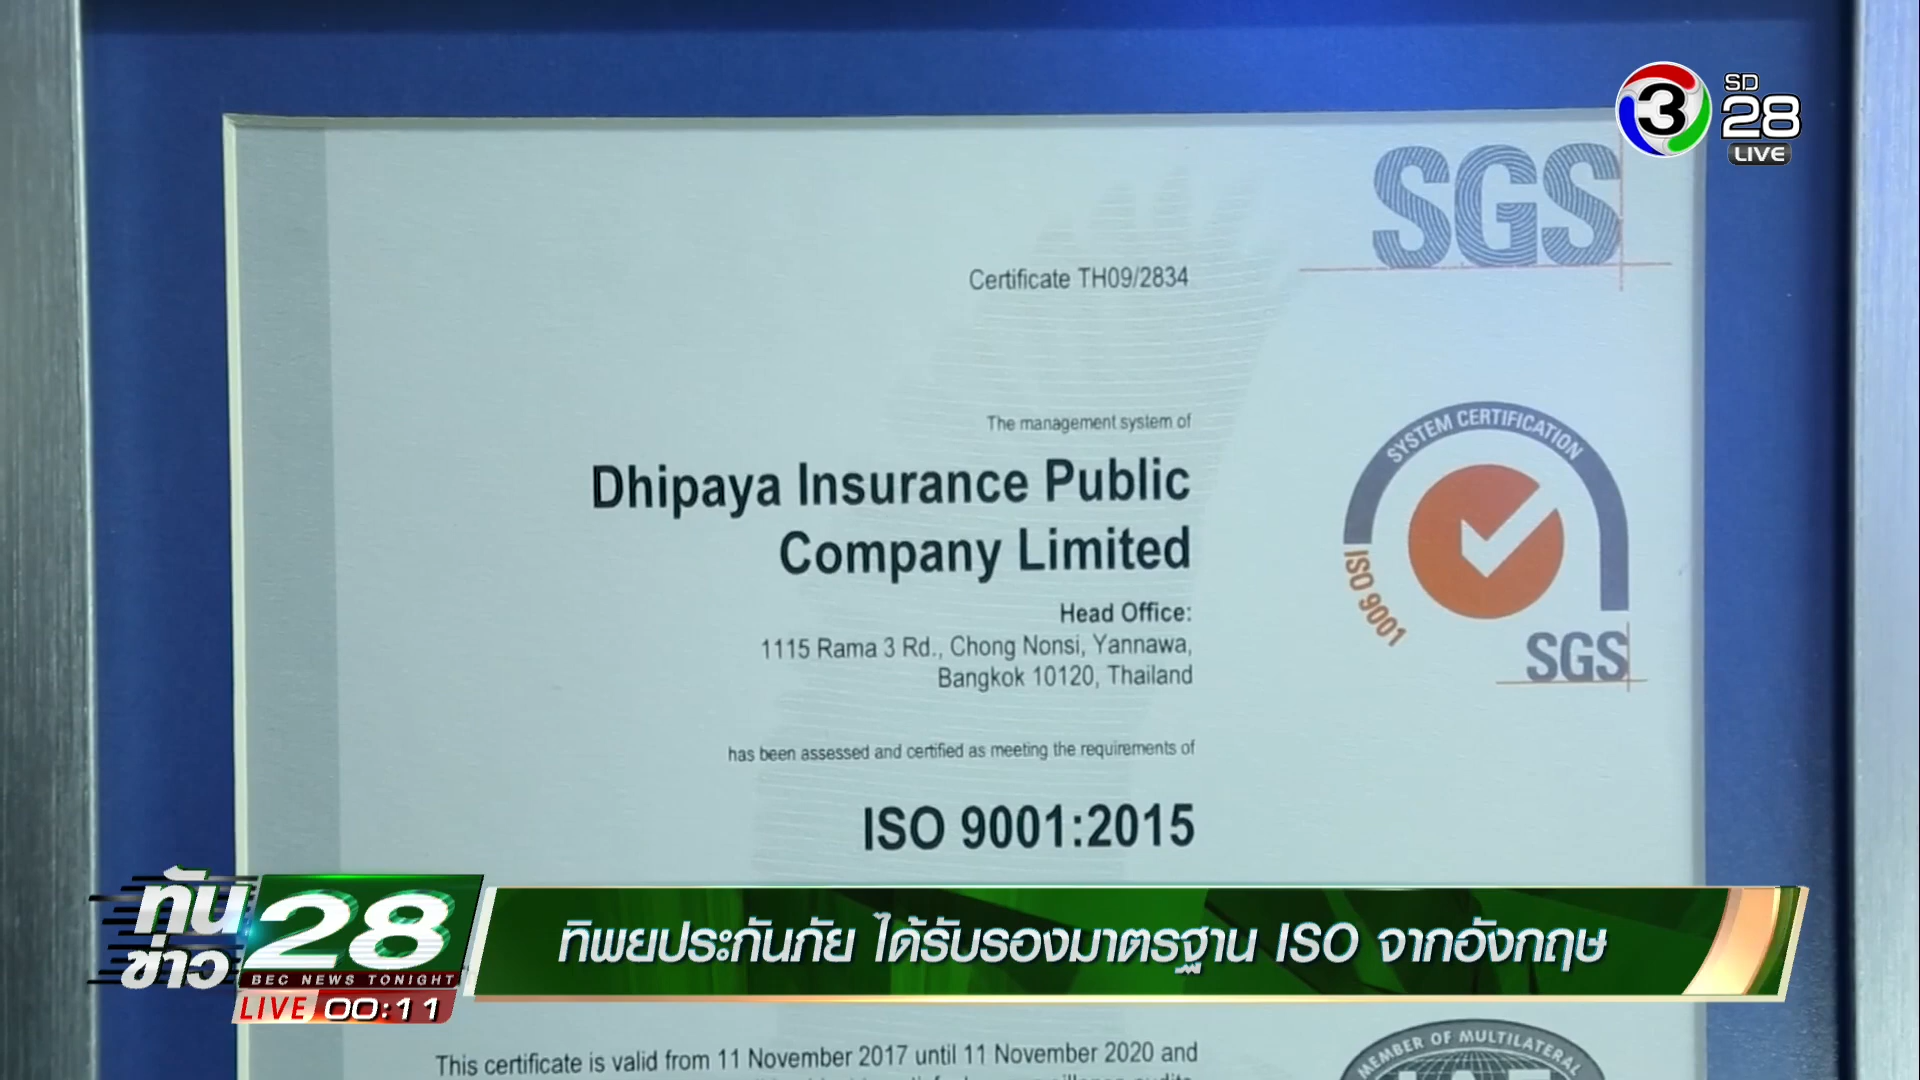 3
SD
28
LIVE
SGS
Certificate TH09/2834
The management system of
Dhipaya Insurance Public
Company Limited
Head Office:
1115 Rama 3 Rd., Chong Nonsi, Yannawa,
Bangkok 10120, Thailand
has been assessed and certified as meeting the requirements of
ISO 9001:2015
SYSTEM CERTIFICATION
ISO 9001
SGS
ทันข่าว 28
BEC NEWS TONIGHT
LIVE 00:11
ทิพยประกันภัย ได้รับรองมาตรฐาน ISO จากอังกฤษ
This certificate is valid from 11 November 2017 until 11 November 2020 and
MEMBER OF MULTILATERAL